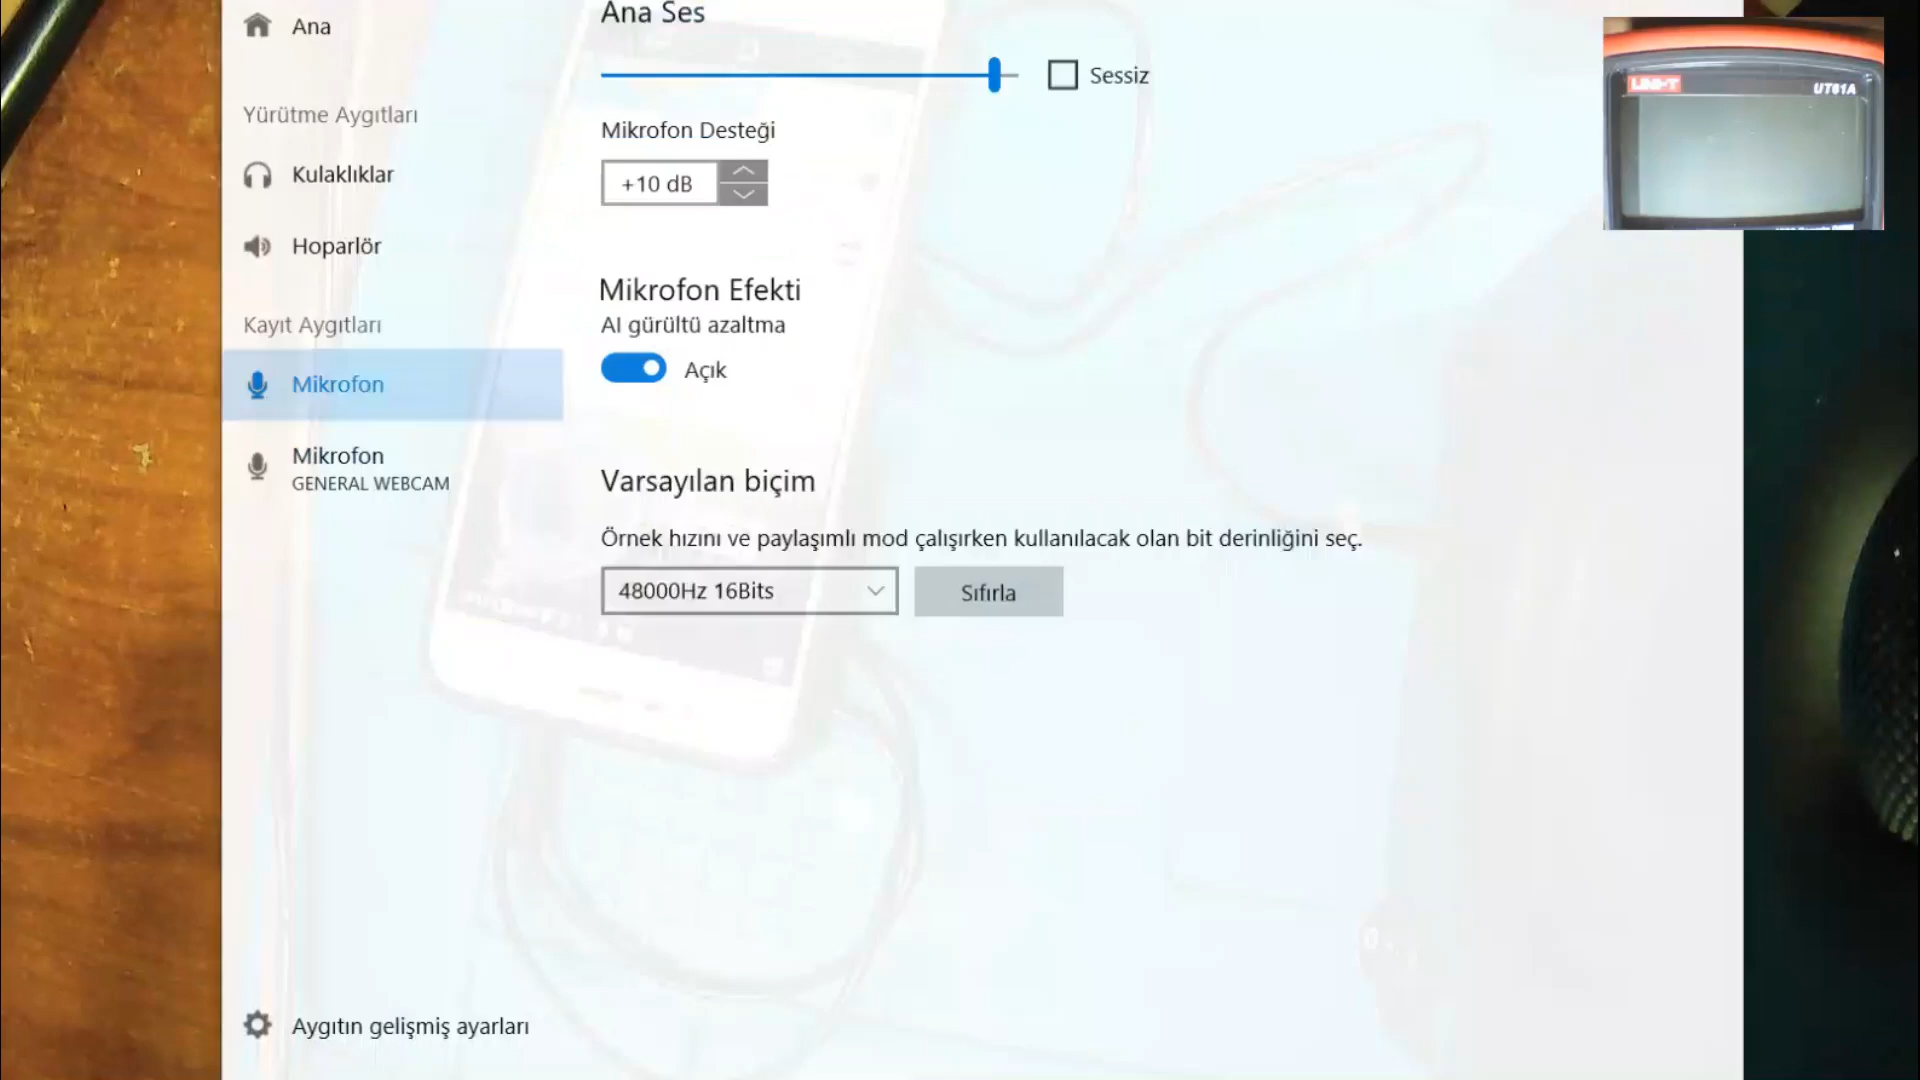 Ana
Yürütme Aygıtları
Kulaklıklar
Hoparlör
Kayıt Aygıtları
Mikrofon
Mikrofon
GENERAL WEBCAM
Aygıtın gelişmiş ayarları
Ana Ses
Sessiz
Mikrofon Desteği
+10 dB
Mikrofon Efekti
AI gürültü azaltma
Açık
Varsayılan biçim
Örnek hızını ve paylaşımlı mod çalışırken kullanılacak olan bit derinliğini seç.
48000Hz 16Bits
Sıfırla
UNI-T
UT61A